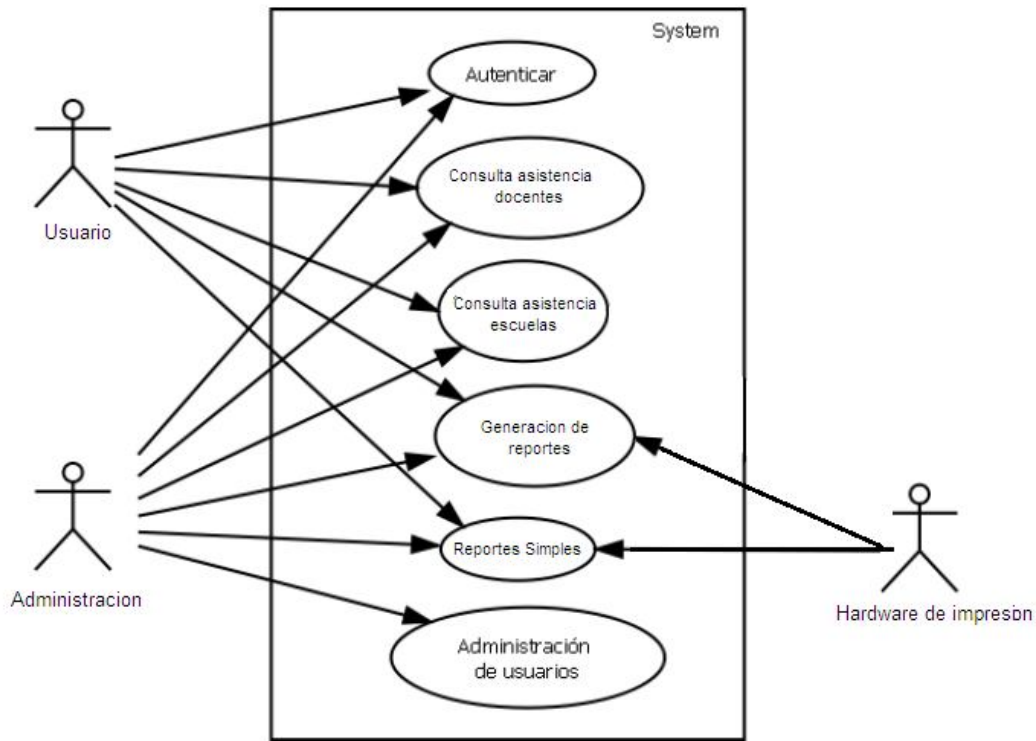 System
Autenticar
Usuario
Consulta asistencia
docentes
Consulta asistencia
escuelas
Generacion de
reportes
Reportes Simples
Administracion
Administración
de usuarios
Hardware de impresòn